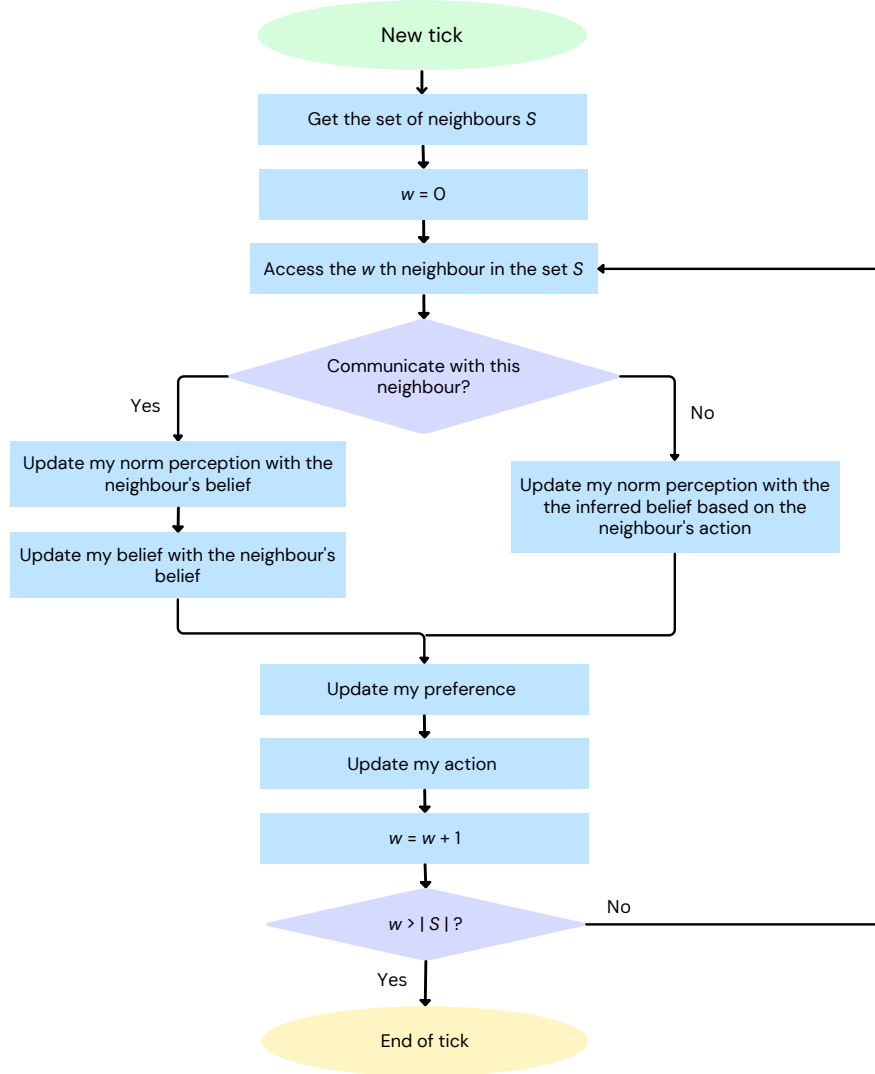 New tick
Get the set of neighbours S
w = 0
Access the w th neighbour in the set S
Communicate with this
neighbour?
Yes
No
Update my norm perception with the
neighbour's belief
Update my norm perception with the
the inferred belief based on the
neighbour's action
Update my belief with the neighbour's
belief
Update my preference
Update my action
w = w + 1
w > | S | ?
No
Yes
End of tick